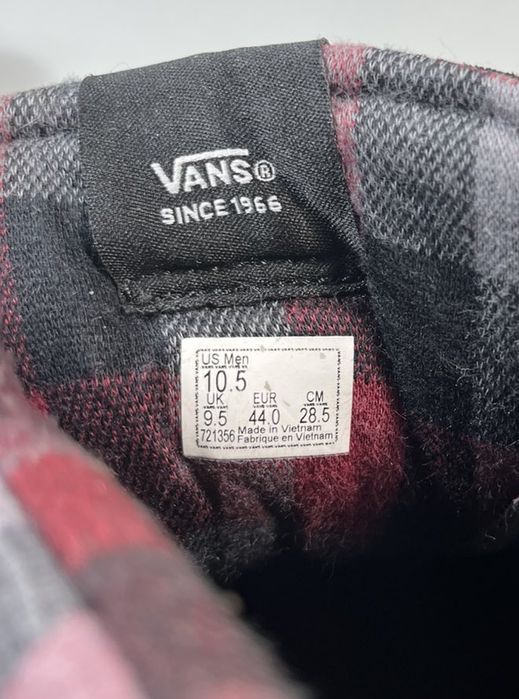 VANS®
SINCE 1966
US Men
10.5
UK EUR CM
9.5 44.0 28.5
721356 Made in Vietnam
Fabrique en Vietnam